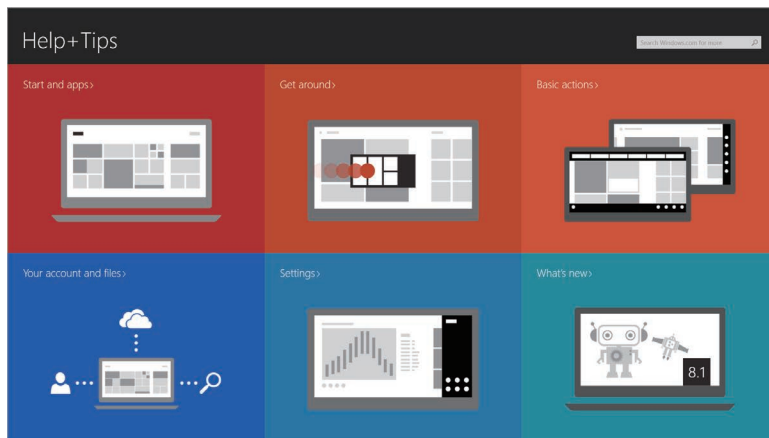 Help+Tips
Search Windows.com for more
Start and apps›
Get around›
Basic actions›
Your account and files›
Settings›
What's new›
8.1